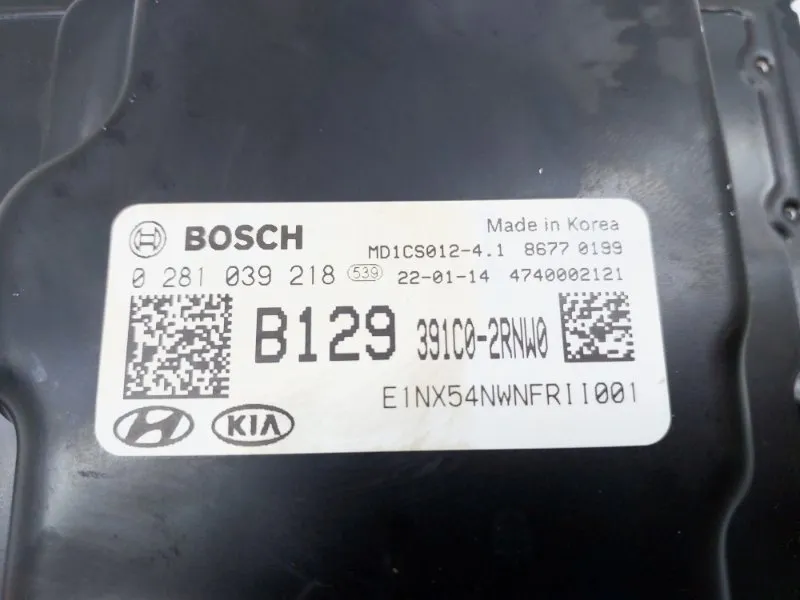 BOSCH
Made in Korea
MD1CS012-4.1 8677 0199
0 281 039 218 539 22-01-14 4740002121
B129 391C0-2RNW0
E1NX54NWNFRII001
KIA